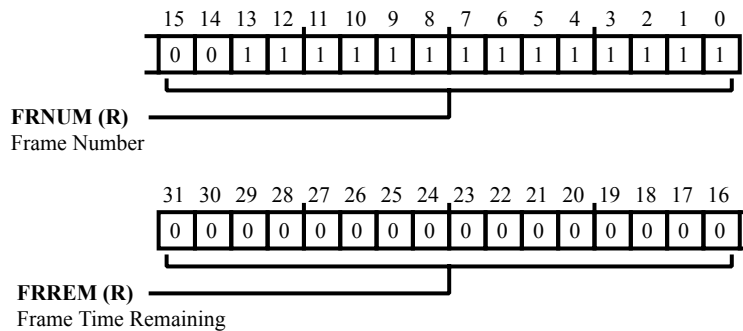 15 14 13 12 11 10 9 8 7 6 5 4 3 2 1 0
0 0 1 1 1 1 1 1 1 1 1 1 1 1 1 1
FRNUM (R)
Frame Number
31 30 29 28 27 26 25 24 23 22 21 20 19 18 17 16
0 0 0 0 0 0 0 0 0 0 0 0 0 0 0 0
FRREM (R)
Frame Time Remaining